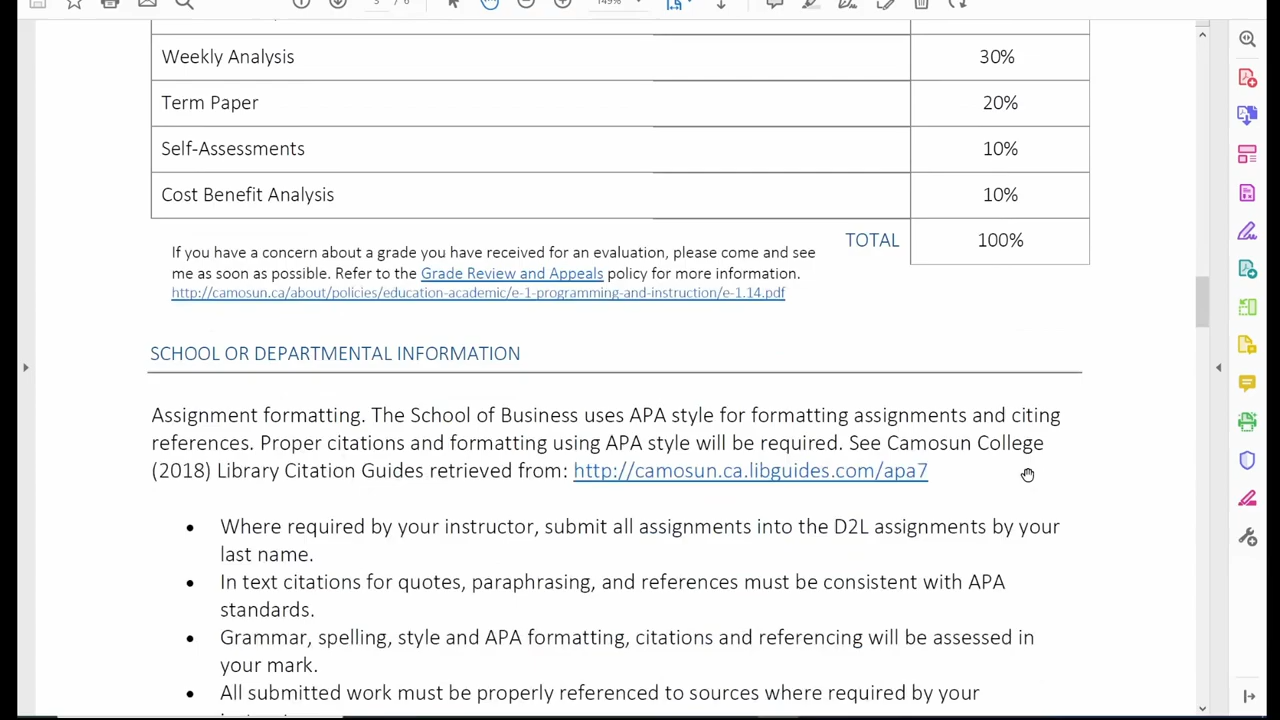 5 / 6
149%
Weekly Analysis 30%
Term Paper 20%
Self-Assessments 10%
Cost Benefit Analysis 10%
TOTAL 100%
If you have a concern about a grade you have received for an evaluation, please come and see
me as soon as possible. Refer to the Grade Review and Appeals policy for more information.
http://camosun.ca/about/policies/education-academic/e-1-programming-and-instruction/e-1.14.pdf
SCHOOL OR DEPARTMENTAL INFORMATION
Assignment formatting. The School of Business uses APA style for formatting assignments and citing
references. Proper citations and formatting using APA style will be required. See Camosun College
(2018) Library Citation Guides retrieved from: http://camosun.ca.libguides.com/apa7
• Where required by your instructor, submit all assignments into the D2L assignments by your
last name.
• In text citations for quotes, paraphrasing, and references must be consistent with APA
standards.
• Grammar, spelling, style and APA formatting, citations and referencing will be assessed in
your mark.
• All submitted work must be properly referenced to sources where required by your